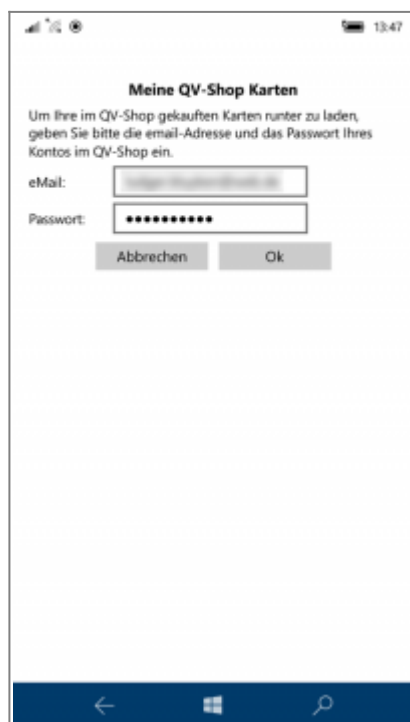 13:47
Meine QV-Shop Karten
Um Ihre im QV-Shop gekauften Karten runter zu laden,
geben Sie bitte die email-Adresse und das Passwort Ihres
Kontos im QV-Shop ein.
eMail:
Passwort: ●●●●●●●●●●
Abbrechen Ok